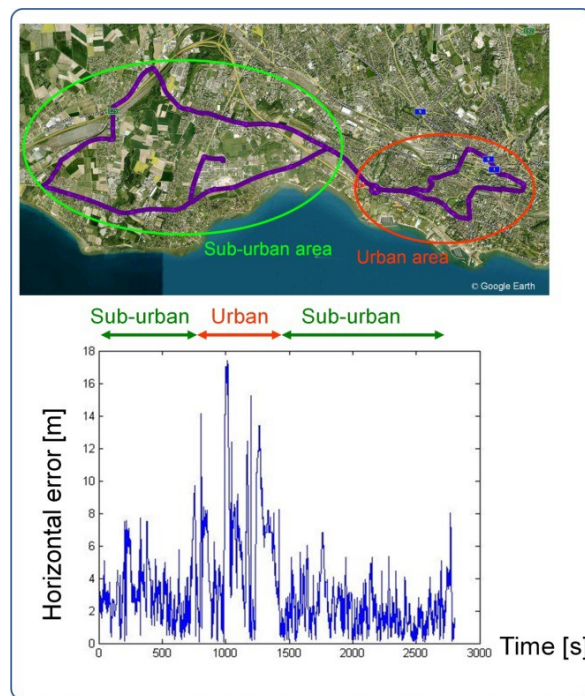 Sub-urban area
Urban area
© Google Earth
Sub-urban Urban Sub-urban
Horizontal error [m]
18
16
14
12
10
8
6
4
2
0
0 500 1000 1500 2000 2500 3000
Time [s]